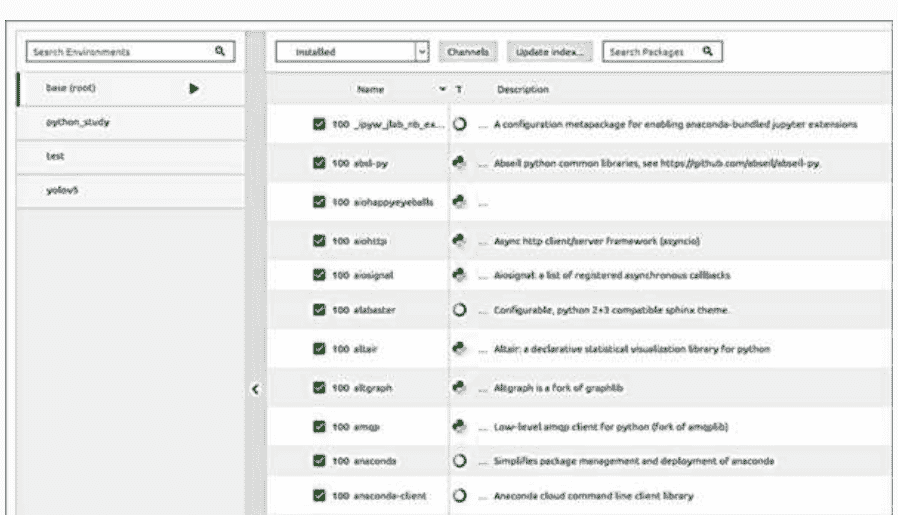 Search Environments
Installed
Channels
Update index...
Search Packages
base (root)
python_study
test
yolov5
Name T Description
100 _ipyw_jlab_nb_ex... ... A configuration metapackage for enabling anaconda-bundled jupyter extensions
100 absl-py ... Abseil python common libraries, see https://github.com/abseil/abseil-py.
100 aiohappyeyeballs ...
100 aiohttp ... Async http client/server framework (asyncio)
100 aiosignal ... Aiosignal: a list of registered asynchronous callbacks
100 alabaster ... Configurable, python 2+3 compatible sphinx theme.
100 altair ... Altair: a declarative statistical visualization library for python
100 altgraph ... Altgraph is a fork of graphlib
100 amqp ... Low-level amqp client for python (fork of amqplib)
100 anaconda ... Simplifies package management and deployment of anaconda
100 anaconda-client ... Anaconda cloud command line client library